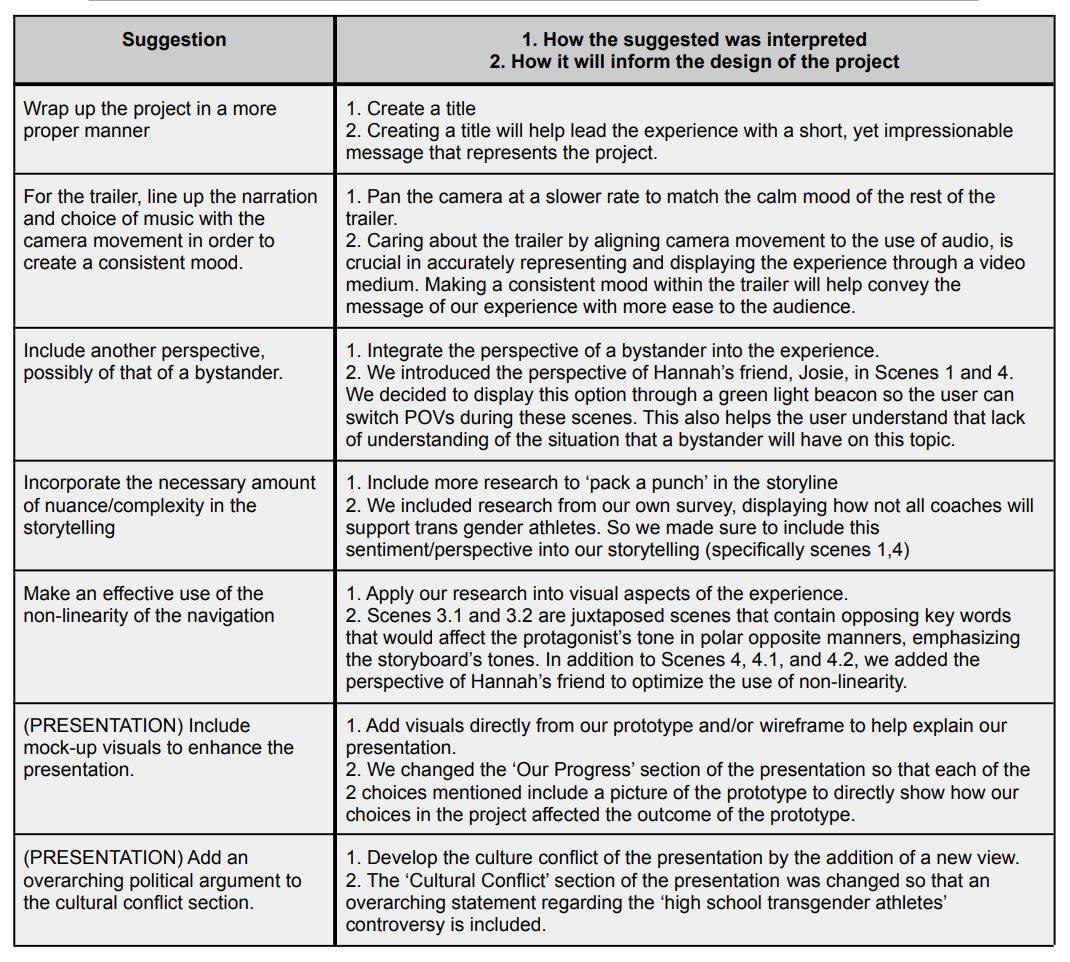 Suggestion
1. How the suggested was interpreted
2. How it will inform the design of the project
Wrap up the project in a more
proper manner
1. Create a title
2. Creating a title will help lead the experience with a short, yet impressionable
message that represents the project.
For the trailer, line up the narration
and choice of music with the
camera movement in order to
create a consistent mood.
1. Pan the camera at a slower rate to match the calm mood of the rest of the
trailer.
2. Caring about the trailer by aligning camera movement to the use of audio, is
crucial in accurately representing and displaying the experience through a video
medium. Making a consistent mood within the trailer will help convey the
message of our experience with more ease to the audience.
Include another perspective,
possibly of that of a bystander.
1. Integrate the perspective of a bystander into the experience.
2. We introduced the perspective of Hannah's friend, Josie, in Scenes 1 and 4.
We decided to display this option through a green light beacon so the user can
switch POVs during these scenes. This also helps the user understand that lack
of understanding of the situation that a bystander will have on this topic.
Incorporate the necessary amount
of nuance/complexity in the
storytelling
1. Include more research to 'pack a punch' in the storyline
2. We included research from our own survey, displaying how not all coaches will
support trans gender athletes. So we made sure to include this
sentiment/perspective into our storytelling (specifically scenes 1,4)
Make an effective use of the
non-linearity of the navigation
1. Apply our research into visual aspects of the experience.
2. Scenes 3.1 and 3.2 are juxtaposed scenes that contain opposing key words
that would affect the protagonist's tone in polar opposite manners, emphasizing
the storyboard's tones. In addition to Scenes 4, 4.1, and 4.2, we added the
perspective of Hannah's friend to optimize the use of non-linearity.
(PRESENTATION) Include
mock-up visuals to enhance the
presentation.
1. Add visuals directly from our prototype and/or wireframe to help explain our
presentation.
2. We changed the 'Our Progress' section of the presentation so that each of the
2 choices mentioned include a picture of the prototype to directly show how our
choices in the project affected the outcome of the prototype.
(PRESENTATION) Add an
overarching political argument to
the cultural conflict section.
1. Develop the culture conflict of the presentation by the addition of a new view.
2. The 'Cultural Conflict' section of the presentation was changed so that an
overarching statement regarding the 'high school transgender athletes'
controversy is included.